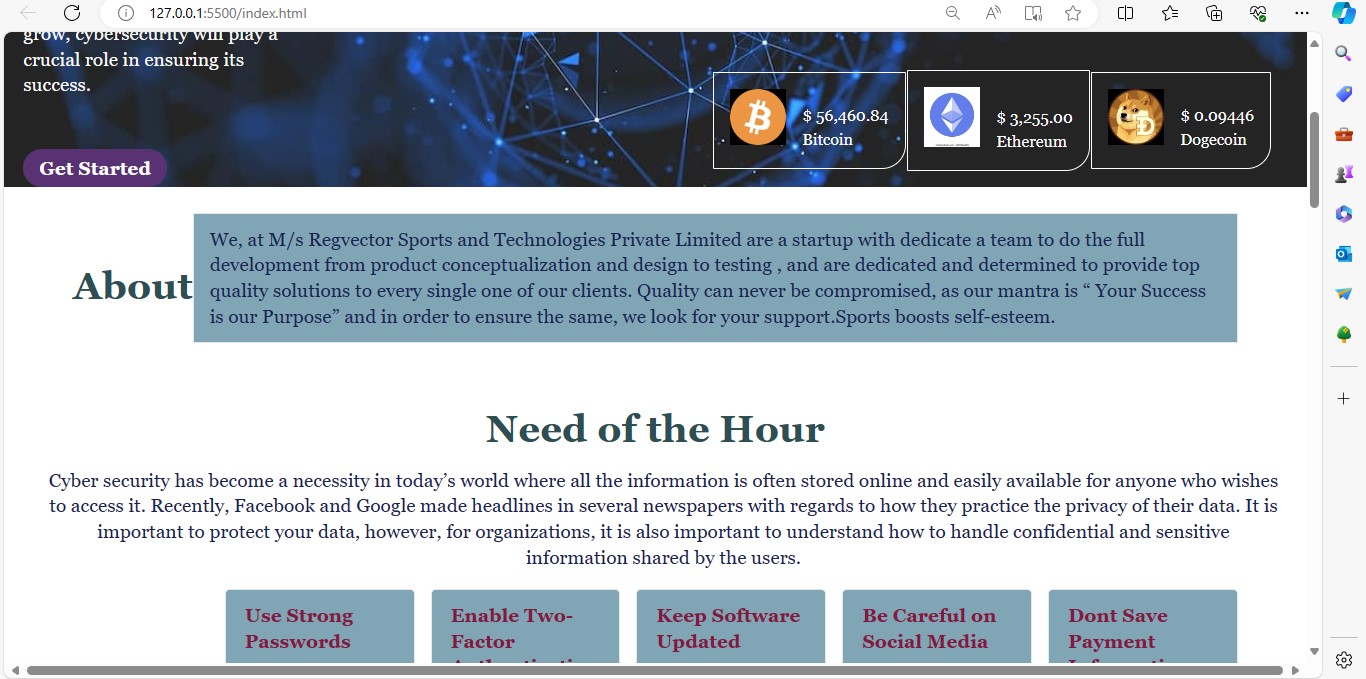 127.0.0.1:5500/index.html
grow, cybersecurity will play a
crucial role in ensuring its
success.
Get Started
$ 56,460.84
Bitcoin
$ 3,255.00
Ethereum
$ 0.09446
Dogecoin
About
We, at M/s Regvector Sports and Technologies Private Limited are a startup with dedicate a team to do the full
development from product conceptualization and design to testing , and are dedicated and determined to provide top
quality solutions to every single one of our clients. Quality can never be compromised, as our mantra is “ Your Success
is our Purpose” and in order to ensure the same, we look for your support.Sports boosts self-esteem.
Need of the Hour
Cyber security has become a necessity in today’s world where all the information is often stored online and easily available for anyone who wishes
to access it. Recently, Facebook and Google made headlines in several newspapers with regards to how they practice the privacy of their data. It is
important to protect your data, however, for organizations, it is also important to understand how to handle confidential and sensitive
information shared by the users.
Use Strong
Passwords
Enable Two-
Factor
Keep Software
Updated
Be Careful on
Social Media
Dont Save
Payment